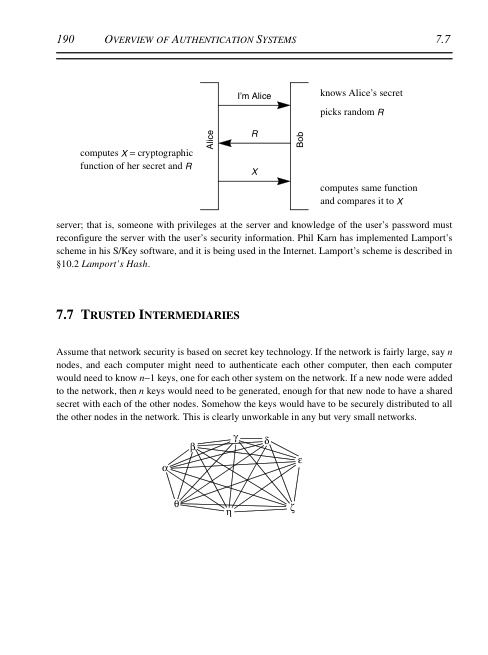 190 OVERVIEW OF AUTHENTICATION SYSTEMS 7.7
knows Alice's secret
I'm Alice
picks random R
R
Alice
Bob
computes X = cryptographic
function of her secret and R
X
computes same function
and compares it to X
server; that is, someone with privileges at the server and knowledge of the user's password must
reconfigure the server with the user's security information. Phil Karn has implemented Lamport's
scheme in his S/Key software, and it is being used in the Internet. Lamport's scheme is described in
§10.2 Lamport's Hash.
7.7 TRUSTED INTERMEDIARIES
Assume that network security is based on secret key technology. If the network is fairly large, say n
nodes, and each computer might need to authenticate each other computer, then each computer
would need to know n−1 keys, one for each other system on the network. If a new node were added
to the network, then n keys would need to be generated, enough for that new node to have a shared
secret with each of the other nodes. Somehow the keys would have to be securely distributed to all
the other nodes in the network. This is clearly unworkable in any but very small networks.
γ
δ
β
ε
α
θ
ζ
η